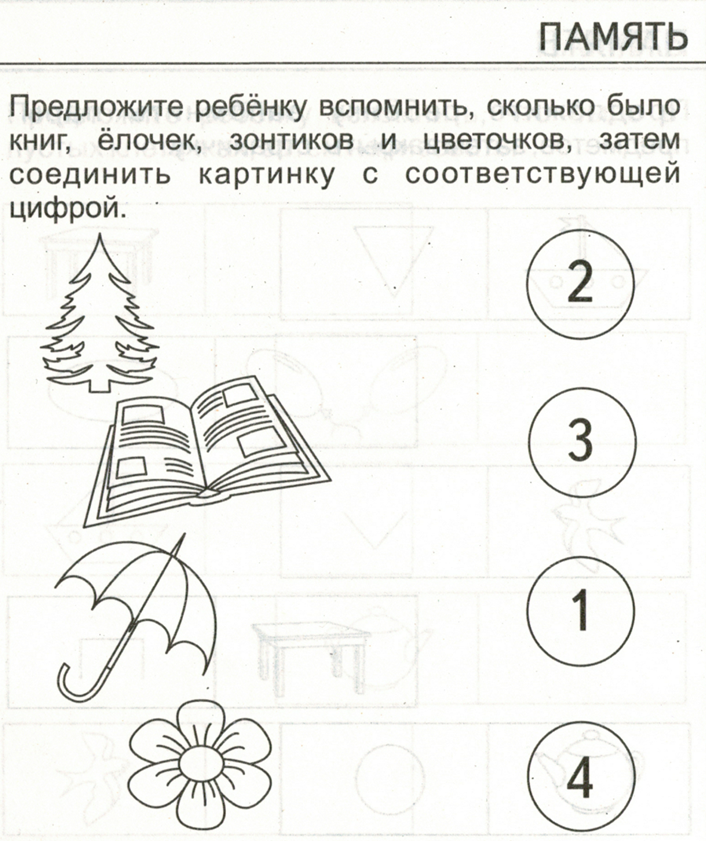 ПАМЯТЬ
Предложите ребёнку вспомнить, сколько было
книг, ёлочек, зонтиков и цветочков, затем
соединить картинку с соответствующей
цифрой.
2
3
1
4